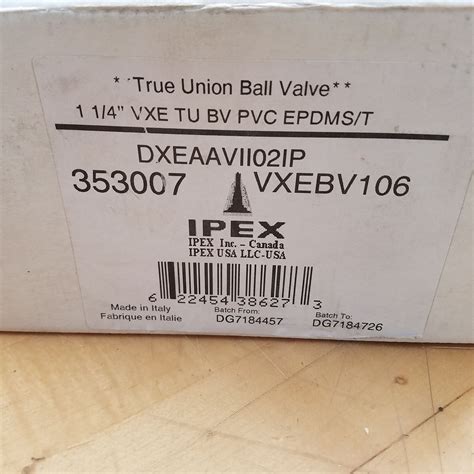 **True Union Ball Valve**
1 1/4" VXE TU BV PVC EPDMS/T
DXEAAVII02IP
353007 VXEBV106
IPEX
IPEX Inc. - Canada
IPEX USA LLC-USA
6 22454 38627 3
Made in Italy
Fabrique en Italie
Batch From:
DG7184457
Batch To:
DG7184726